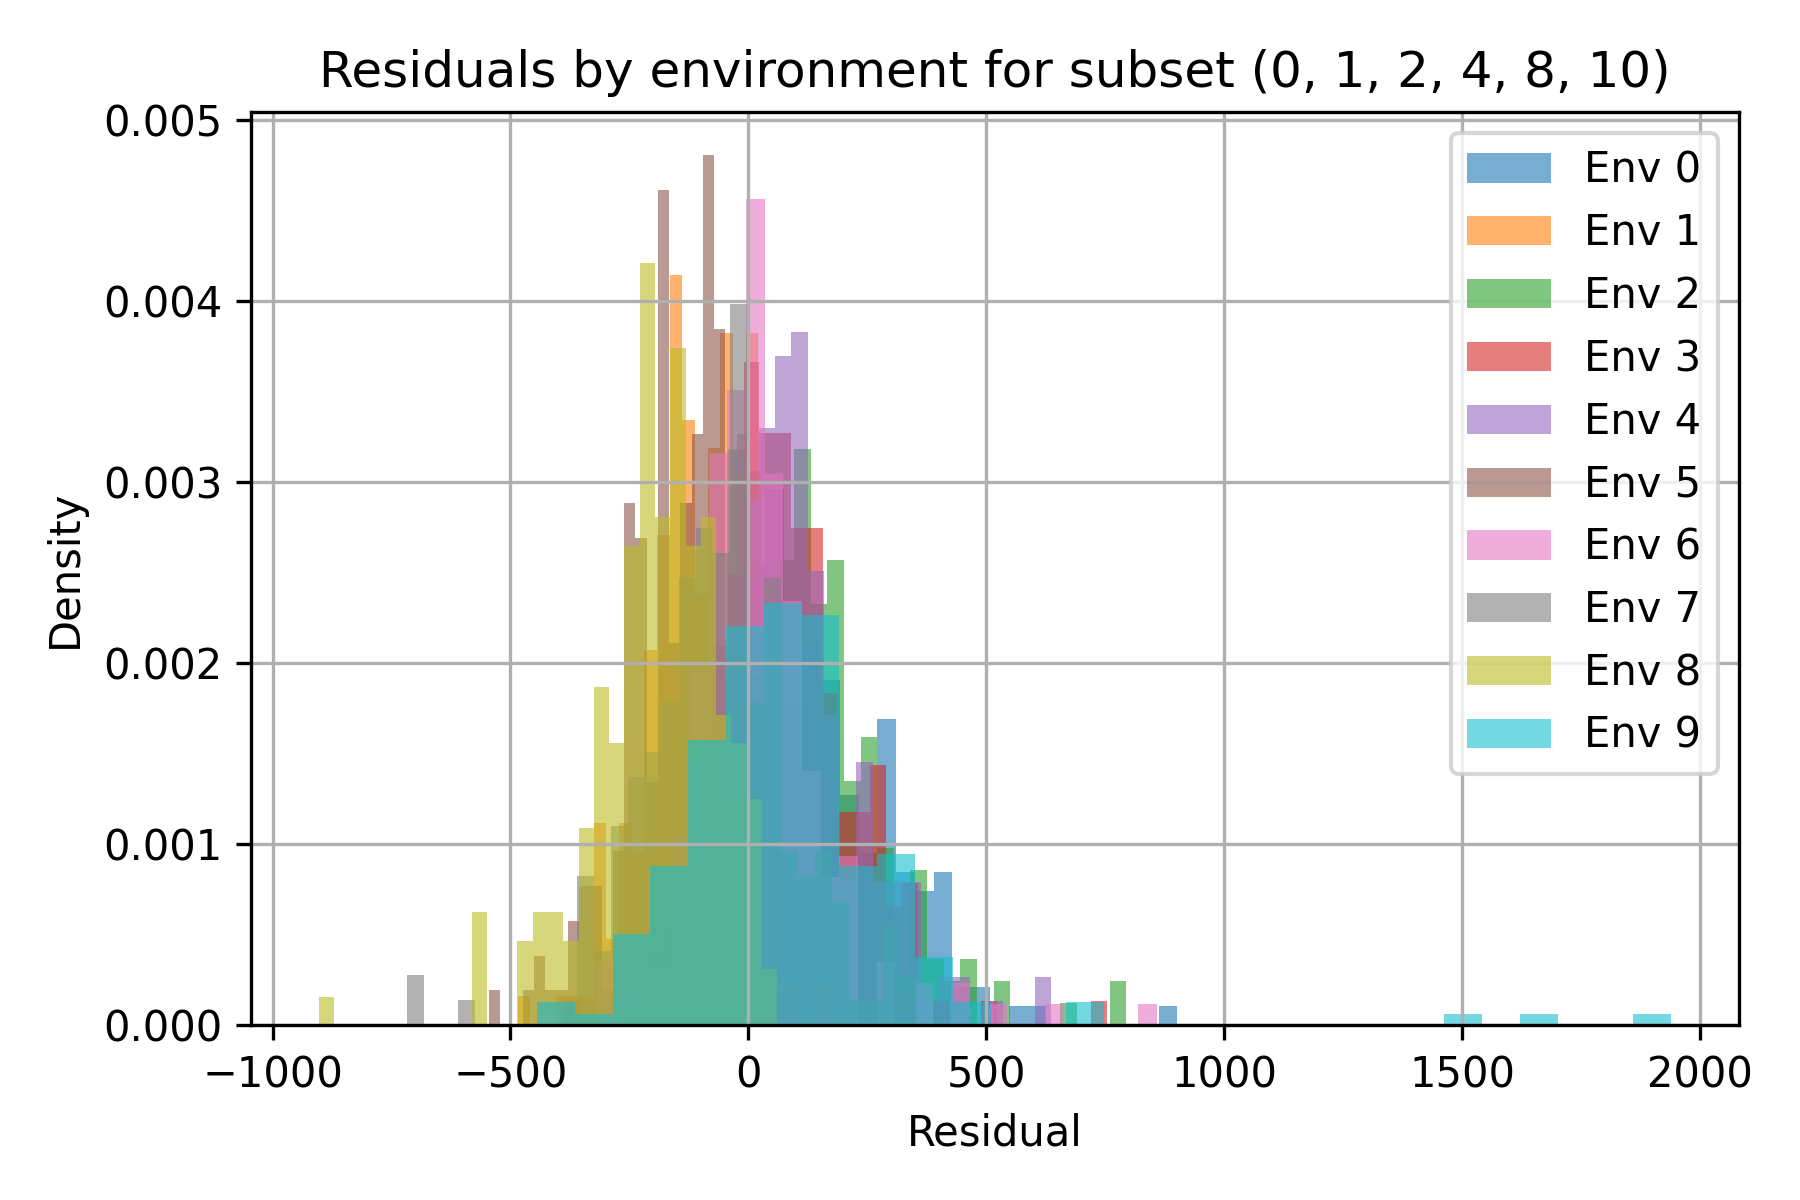 Residuals by environment for subset (0, 1, 2, 4, 8, 10)
0.005
0.004
0.003
0.002
0.001
0.000
Density
−1000
−500
0
500
1000
1500
2000
Residual
Env 0
Env 1
Env 2
Env 3
Env 4
Env 5
Env 6
Env 7
Env 8
Env 9